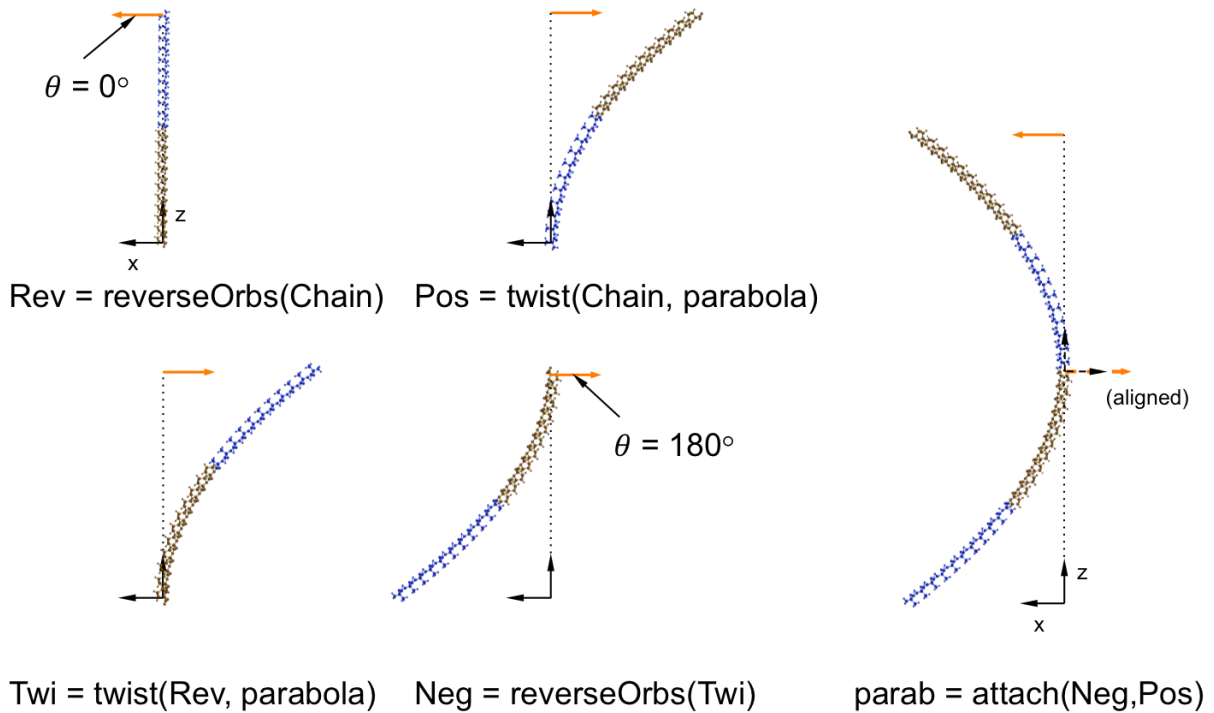 θ = 0°
z
x
Rev = reverseOrbs(Chain)
Pos = twist(Chain, parabola)
θ = 180°
Twi = twist(Rev, parabola)
Neg = reverseOrbs(Twi)
(aligned)
z
x
parab = attach(Neg,Pos)